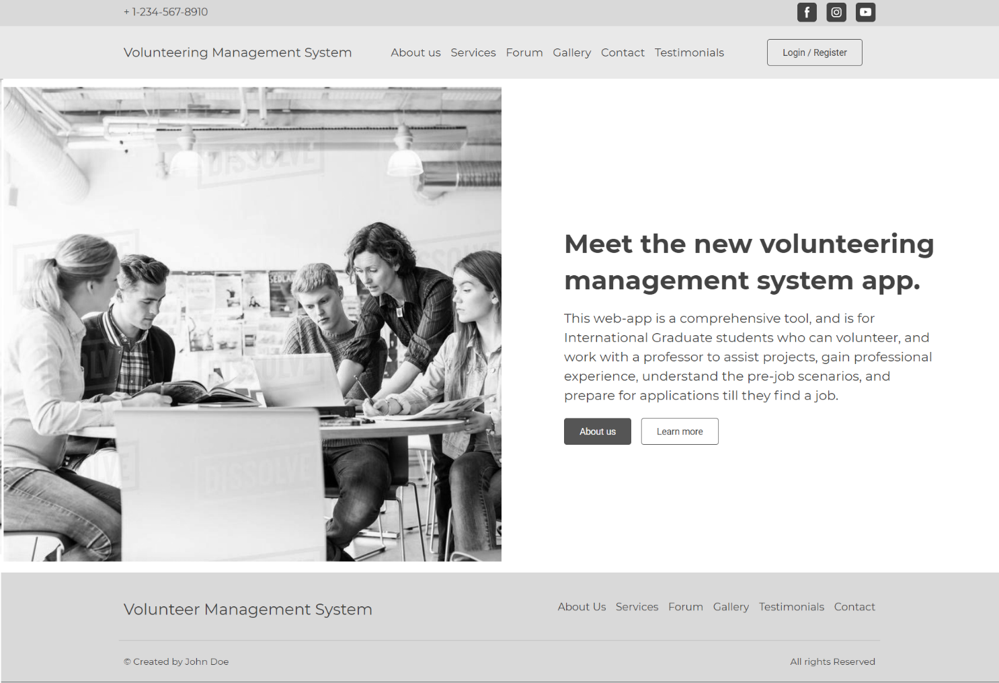 + 1-234-567-8910
Volunteering Management System
About us Services Forum Gallery Contact Testimonials
Login / Register
DISSOLVE
SEDLA
Meet the new volunteering
management system app.
This web-app is a comprehensive tool, and is for
International Graduate students who can volunteer, and
work with a professor to assist projects, gain professional
experience, understand the pre-job scenarios, and
prepare for applications till they find a job.
About us Learn more
DISSOLVE
Volunteer Management System
About Us Services Forum Gallery Testimonials Contact
© Created by John Doe
All rights Reserved